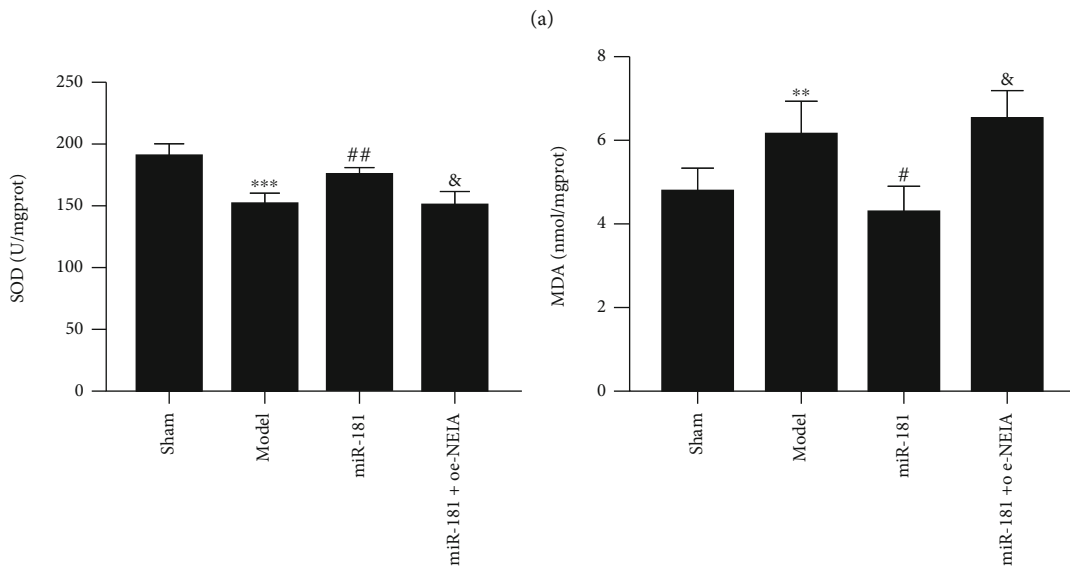 (a)
SOD (U/mgprot)
250
200
150
100
50
0
***
##
&
Sham
Model
miR-181
miR-181 + oe-NEIA
MDA (nmol/mgprot)
8
6
4
2
0
**
#
&
Sham
Model
miR-181
miR-181 +o e-NEIA